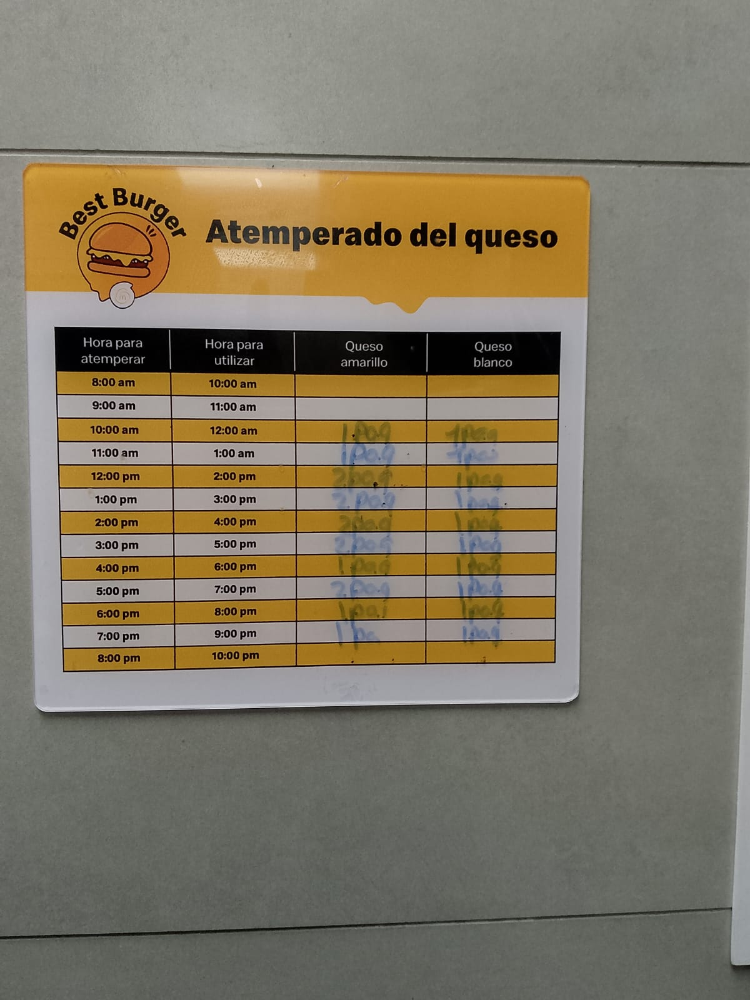 Best Burger
Atemperado del queso
Hora para atemperar Hora para utilizar Queso amarillo Queso blanco
8:00 am 10:00 am
9:00 am 11:00 am
10:00 am 12:00 am 1 paq 1 paq
11:00 am 1:00 am 1 paq
12:00 pm 2:00 pm 2 paq 1 paq
1:00 pm 3:00 pm 2 paq 1 paq
2:00 pm 4:00 pm 2 paq 1 paq
3:00 pm 5:00 pm 2 paq 1 paq
4:00 pm 6:00 pm 1 paq 1 paq
5:00 pm 7:00 pm 2 paq 1 paq
6:00 pm 8:00 pm 1 paq
7:00 pm 9:00 pm 1 pa 1 paq
8:00 pm 10:00 pm